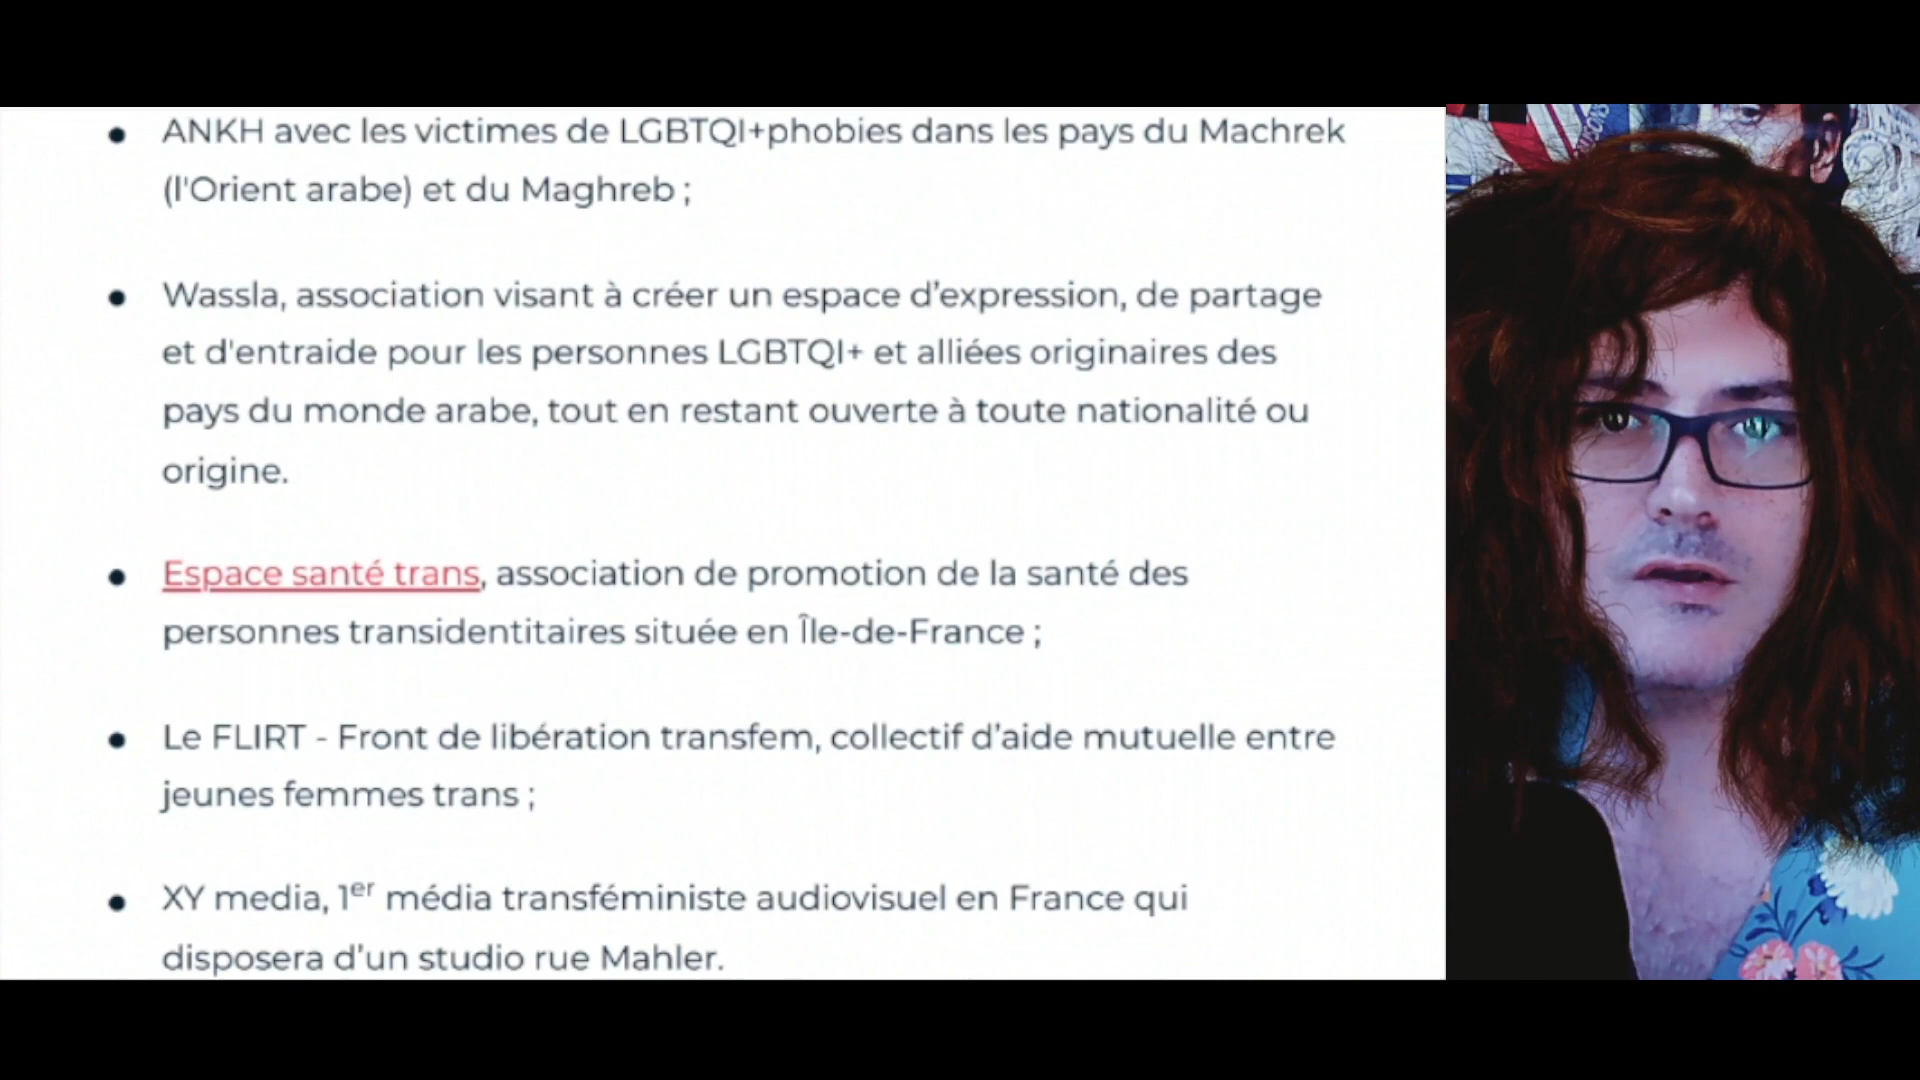 ANKH avec les victimes de LGBTQI+phobies dans les pays du Machrek
(l'Orient arabe) et du Maghreb ;
Wassla, association visant à créer un espace d’expression, de partage
et d'entraide pour les personnes LGBTQI+ et alliées originaires des
pays du monde arabe, tout en restant ouverte à toute nationalité ou
origine.
Espace santé trans, association de promotion de la santé des
personnes transidentitaires située en Île-de-France ;
Le FLIRT - Front de libération transfem, collectif d’aide mutuelle entre
jeunes femmes trans ;
XY media, 1er média transféministe audiovisuel en France qui
disposera d’un studio rue Mahler.